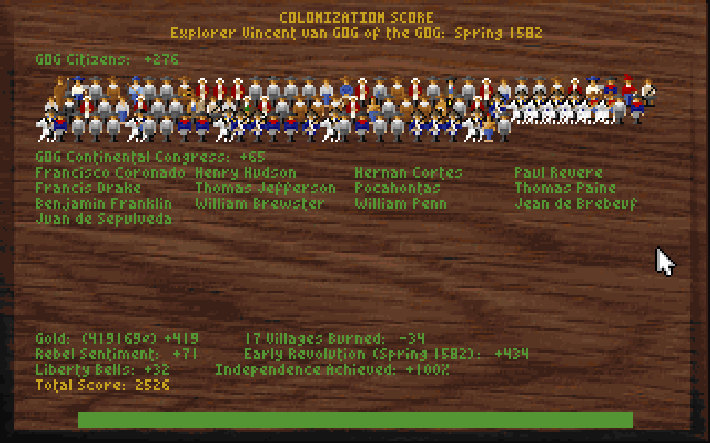 COLONIZATION SCORE
Explorer Vincent van GOG of the GOG: Spring 1582
GOG Citizens: +276
GOG Continental Congress: +65
Francisco Coronado Henry Hudson Hernan Cortes Paul Revere
Francis Drake Thomas Jefferson Pocahontas Thomas Paine
Benjamin Franklin William Brewster William Penn Jean de Brebeuf
Juan de Sepulveda
Gold: (419169¢) +419 17 Villages Burned: -34
Rebel Sentiment: +71 Early Revolution (Spring 1582): +434
Liberty Bells: +32 Independence Achieved: +100%
Total Score: 2526